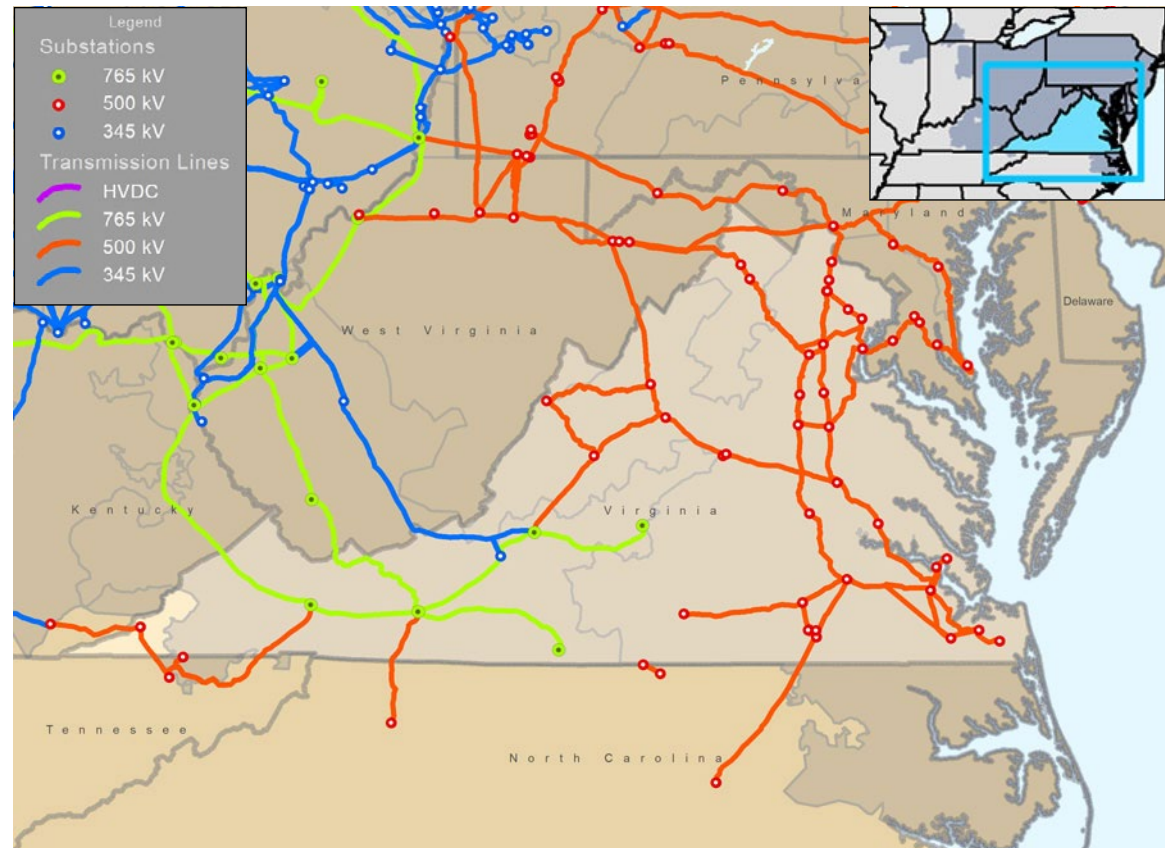 Legend
Substations
765 kV
500 kV
345 kV
Transmission Lines
HVDC
765 kV
500 kV
345 kV
Pennsylva
Maryland
Delaware
West Virginia
Kentucky
Virginia
Tennessee
North Carolina